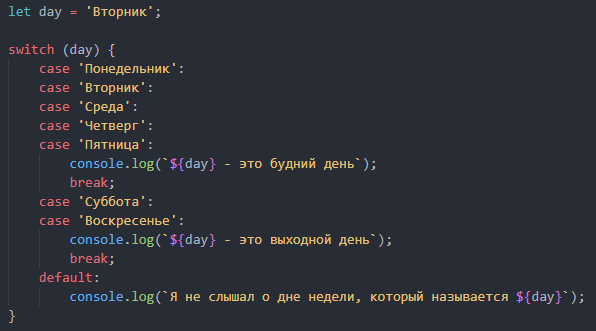 let day = 'Вторник';
switch (day) {
case 'Понедельник':
case 'Вторник':
case 'Среда':
case 'Четверг':
case 'Пятница':
console.log(`${day} - это будний день`);
break;
case 'Суббота':
case 'Воскресенье':
console.log(`${day} - это выходной день`);
break;
default:
console.log(`Я не слышал о дне недели, который называется ${day}`);
}